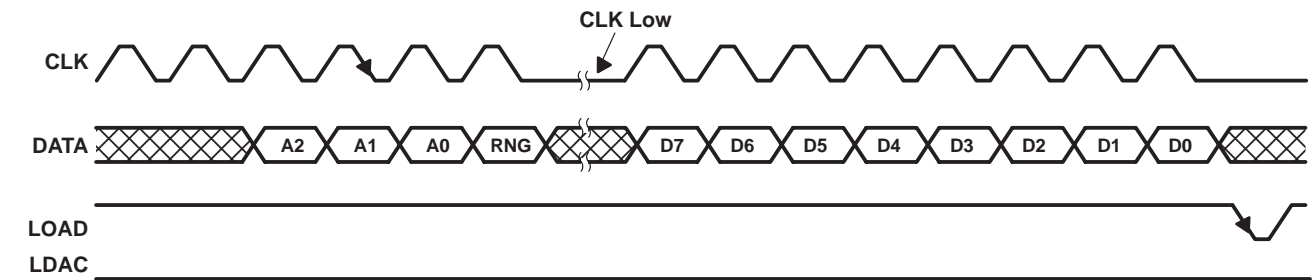 CLK Low
CLK
DATA A2 A1 A0 RNG D7 D6 D5 D4 D3 D2 D1 D0
LOAD
LDAC